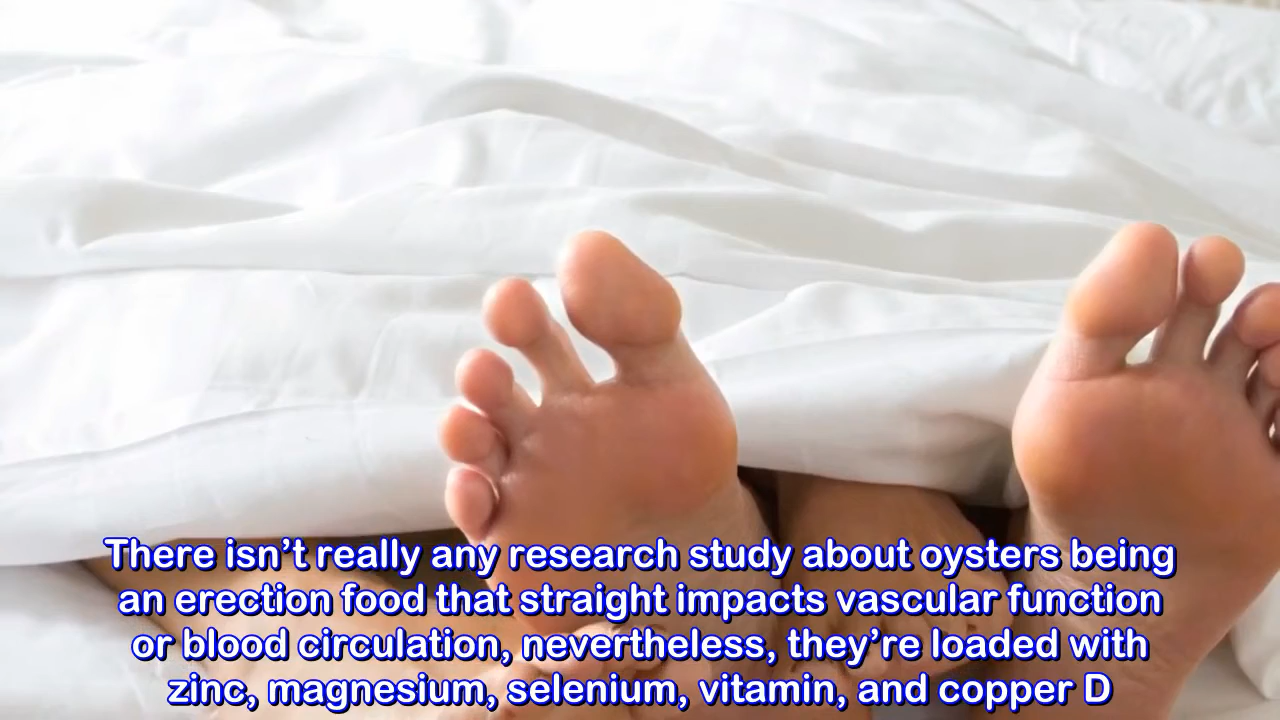 There isn’t really any research study about oysters being
an erection food that straight impacts vascular function
or blood circulation, nevertheless, they’re loaded with
zinc, magnesium, selenium, vitamin, and copper D